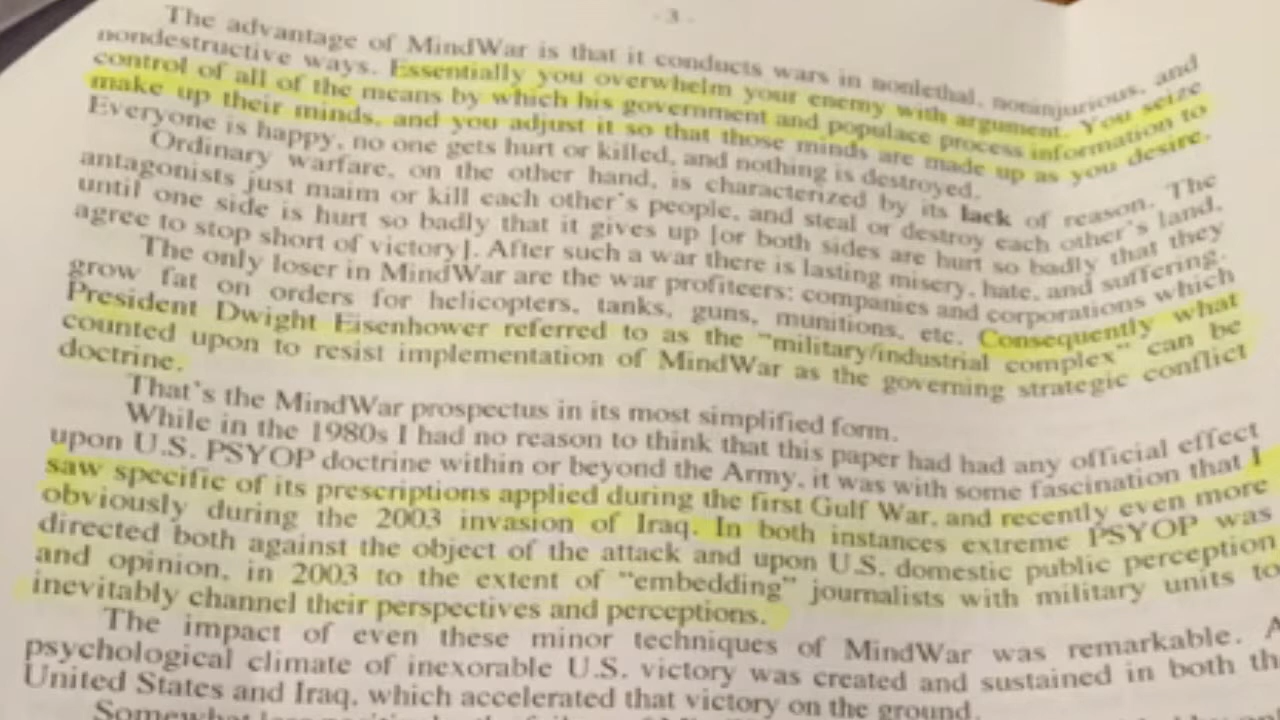 - 3 -
The advantage of MindWar is that it conducts wars in nonlethal, noninjurious, and
nondestructive ways. Essentially you overwhelm your enemy with argument. You seize
control of all of the means by which his government and populace process information to
make up their minds, and you adjust it so that those minds are made up as you desire.
Everyone is happy, no one gets hurt or killed, and nothing is destroyed.
Ordinary warfare, on the other hand, is characterized by its lack of reason. The
antagonists just maim or kill each other's people, and steal or destroy each other's land,
until one side is hurt so badly that it gives up [or both sides are hurt so badly that they
agree to stop short of victory]. After such a war there is lasting misery, hate, and suffering.
The only loser in MindWar are the war profiteers: companies and corporations which
grow fat on orders for helicopters, tanks, guns, munitions, etc. Consequently what
President Dwight Eisenhower referred to as the "military/industrial complex" can be
counted upon to resist implementation of MindWar as the governing strategic conflict
doctrine.
That's the MindWar prospectus in its most simplified form.
While in the 1980s I had no reason to think that this paper had had any official effect
upon U.S. PSYOP doctrine within or beyond the Army, it was with some fascination that I
saw specific of its prescriptions applied during the first Gulf War, and recently even more
obviously during the 2003 invasion of Iraq. In both instances extreme PSYOP was
directed both against the object of the attack and upon U.S. domestic public perception
and opinion, in 2003 to the extent of "embedding" journalists with military units to
inevitably channel their perspectives and perceptions.
The impact of even these minor techniques of MindWar was remarkable. A
psychological climate of inexorable U.S. victory was created and sustained in both th
United States and Iraq, which accelerated that victory on the ground.
Somewhat less